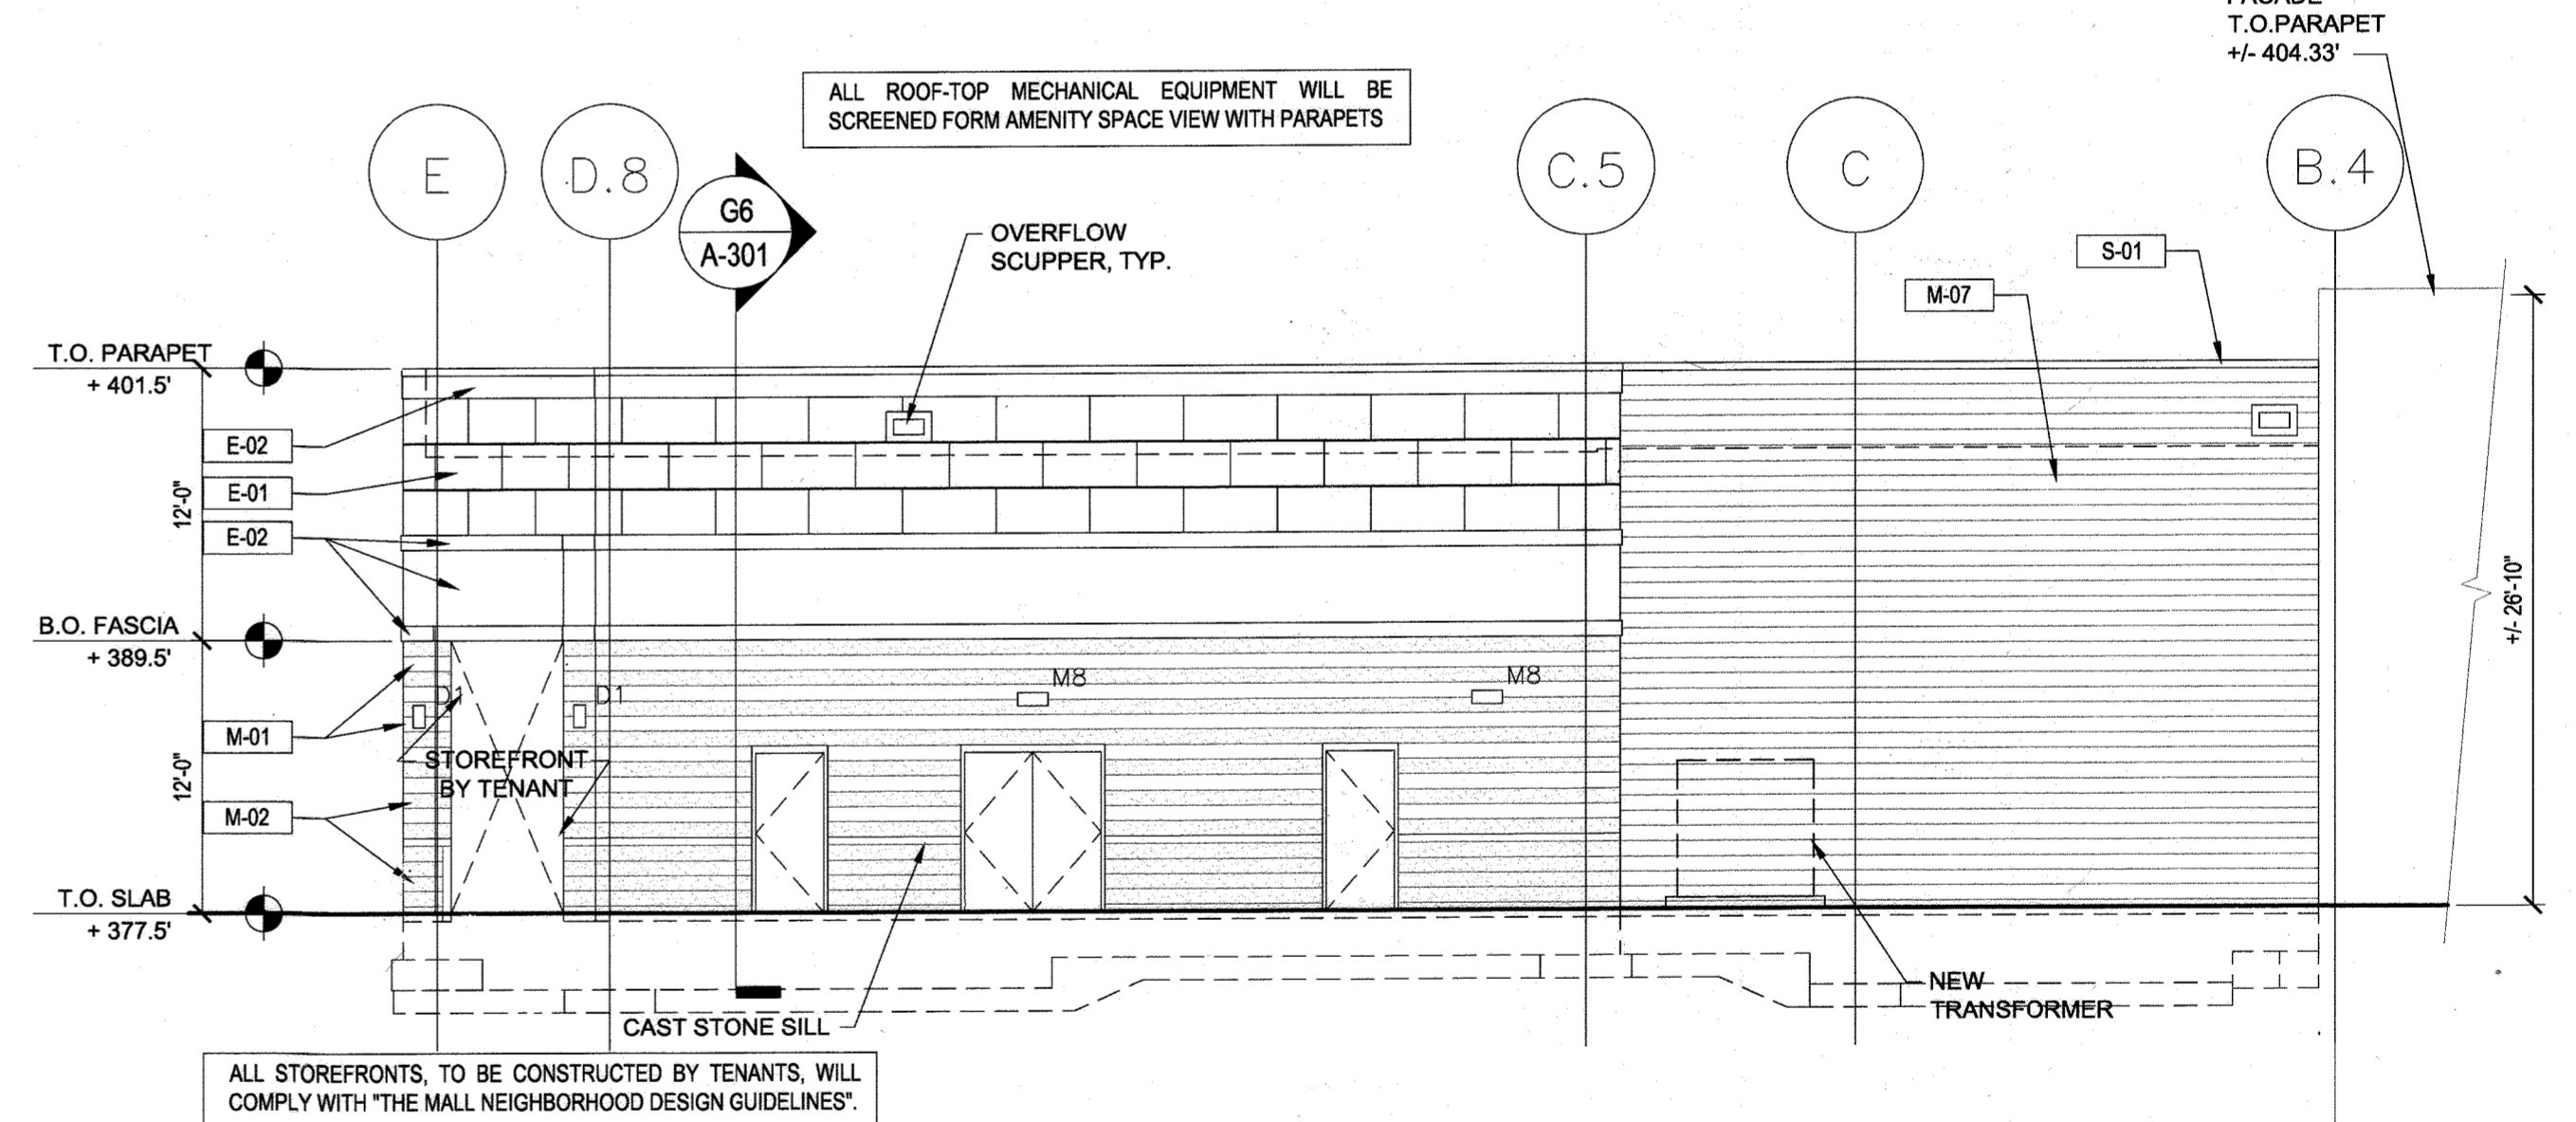 FACADE
T.O.PARAPET
+/- 404.33'
ALL ROOF-TOP MECHANICAL EQUIPMENT WILL BE
SCREENED FORM AMENITY SPACE VIEW WITH PARAPETS
E
D.8
G6
A-301
C.5
C
B.4
OVERFLOW
SCUPPER, TYP.
S-01
M-07
T.O. PARAPET
+ 401.5'
E-02
E-01
E-02
12'-0"
B.O. FASCIA
+ 389.5'
M8
M8
D1
D1
M-01
STOREFRONT
BY TENANT
M-02
12'-0"
+/- 26'-10"
T.O. SLAB
+ 377.5'
NEW
TRANSFORMER
CAST STONE SILL
ALL STOREFRONTS, TO BE CONSTRUCTED BY TENANTS, WILL
COMPLY WITH "THE MALL NEIGHBORHOOD DESIGN GUIDELINES".